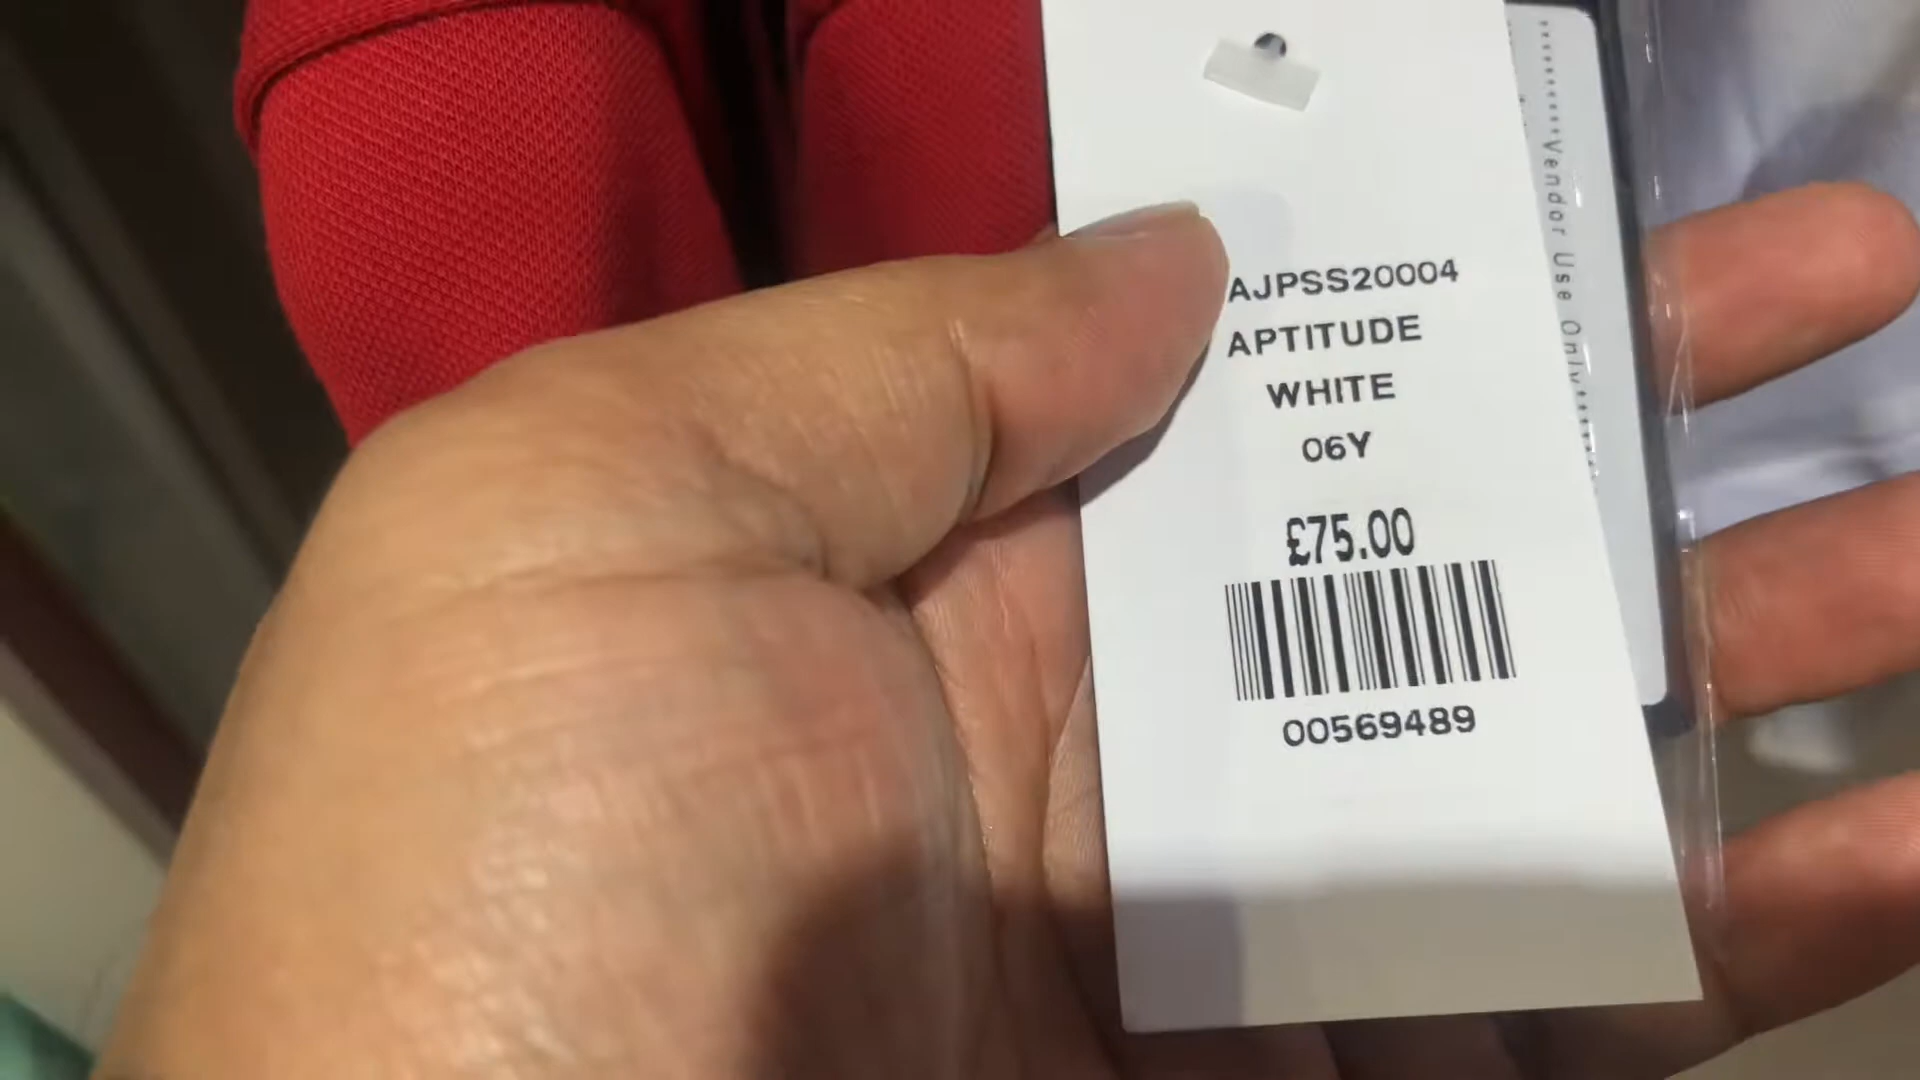 AJPSS20004
APTITUDE
WHITE
06Y
£75.00
00569489
Vendor Use Only